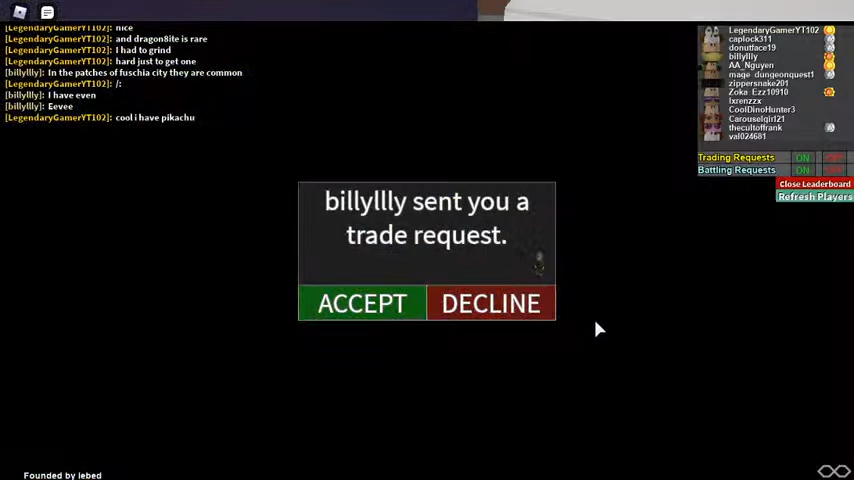 [LegendaryGamerYT102]: nice
[LegendaryGamerYT102]: and dragon8ite is rare
[LegendaryGamerYT102]: I had to grind
[LegendaryGamerYT102]: hard just to get one
[billyllly]: In the patches of fuschia city they are common
[LegendaryGamerYT102]: /:
[billyllly]: I have even
[billyllly]: Eevee
[LegendaryGamerYT102]: cool i have pikachu
LegendaryGamerYT102
caplock311
donutface19
billyllly
AA_Nguyen
mage_dungeonquest1
zippersnake201
Zoka_Ezz10910
lxrenzzx
CoolDinoHunter3
Carouselgirl21
thecultoffrank
val024681
Trading Requests ON
Battling Requests ON
Close Leaderboard
Refresh Players
billyllly sent you a
trade request.
ACCEPT DECLINE
Founded by lebed